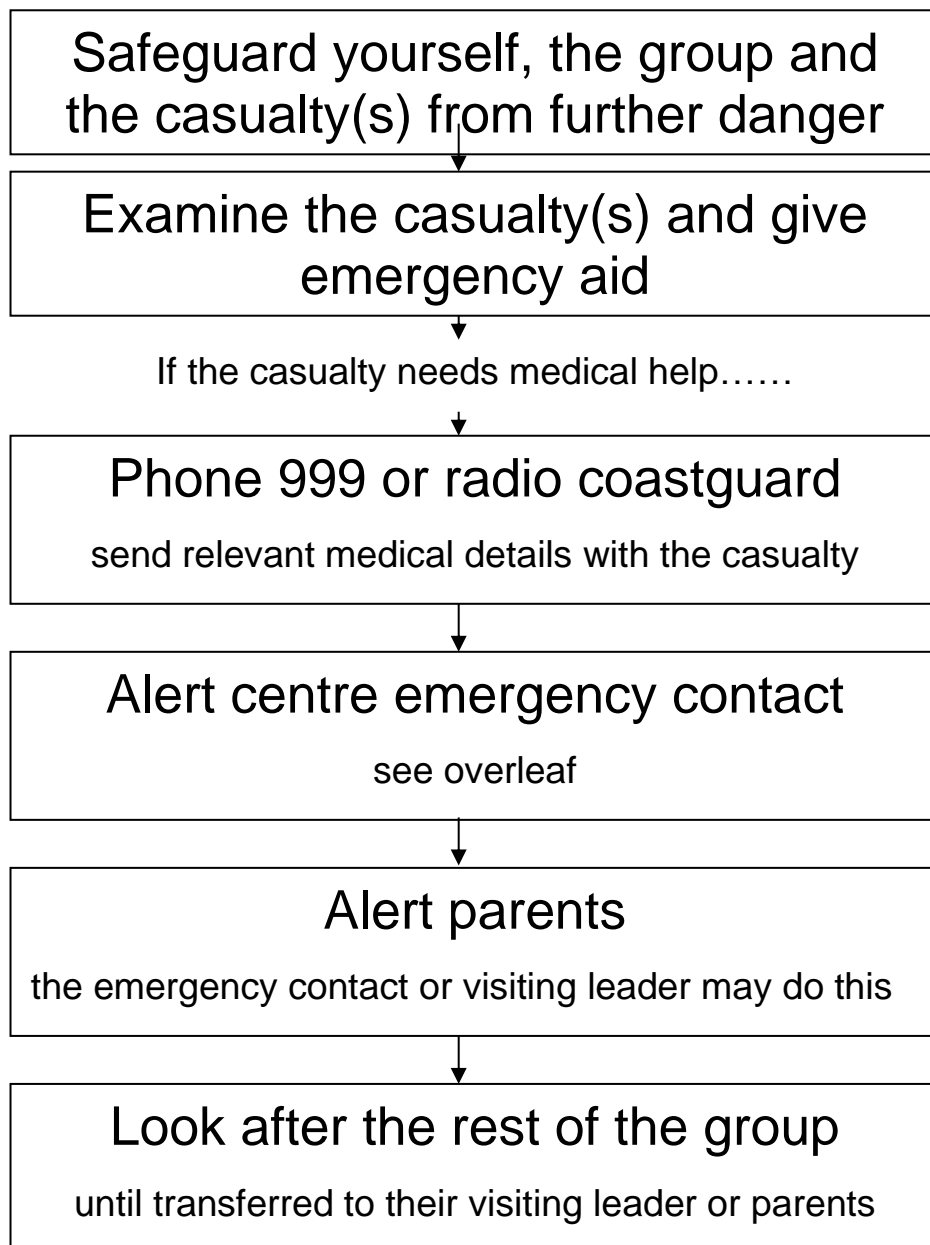 Safeguard yourself, the group and
the casualty(s) from further danger
Examine the casualty(s) and give
emergency aid
If the casualty needs medical help……
Phone 999 or radio coastguard
send relevant medical details with the casualty
Alert centre emergency contact
see overleaf
Alert parents
the emergency contact or visiting leader may do this
Look after the rest of the group
until transferred to their visiting leader or parents